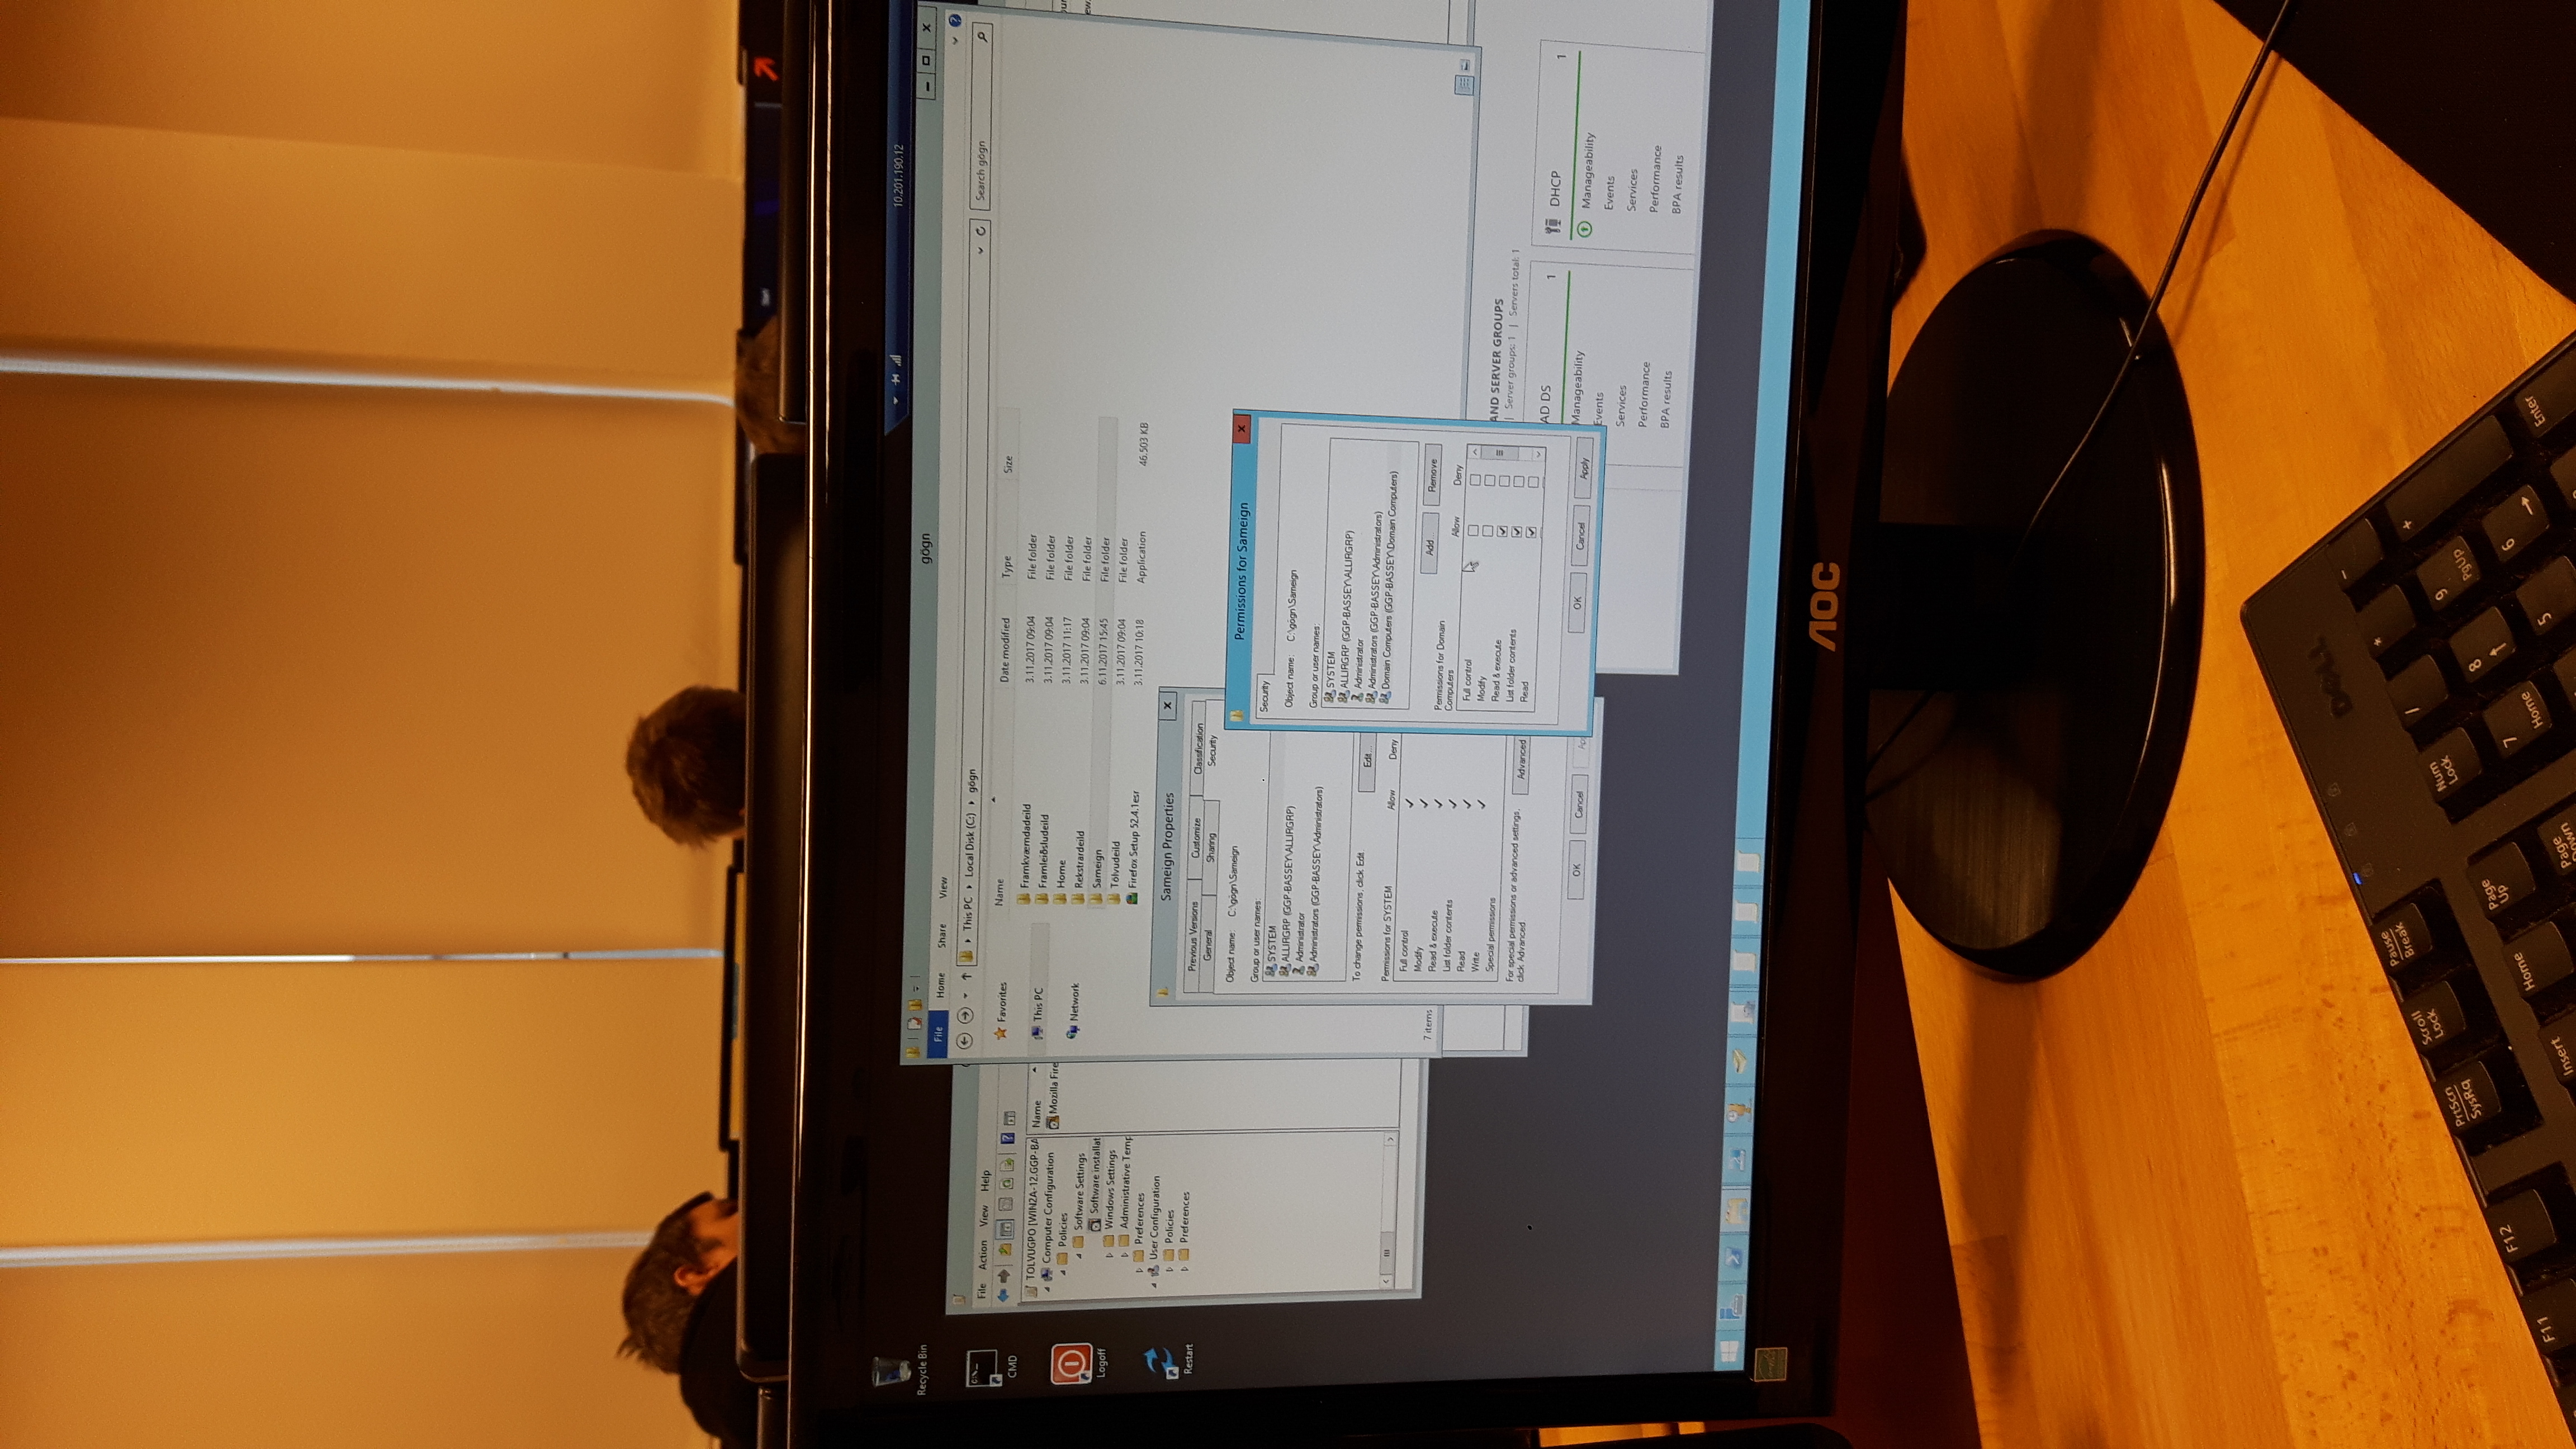 Start
10.201.190.12
Recycle Bin
CMD
Logoff
Restart
File Action View Help
TOLVUGPO [WIN2A-12.GGP-BA
Computer Configuration
Policies
Software Settings
Software installat
Windows Settings
Administrative Temp
Preferences
User Configuration
Policies
Preferences
Name
Mozilla Fire
gögn
File Home Share View
This PC Local Disk (C:) gögn
Search gögn
Favorites
This PC
Network
Name Date modified Type Size
Framkvæmdadeild 3.11.2017 09:04 File folder
Framleiðsludeild 3.11.2017 09:04 File folder
Home 3.11.2017 11:17 File folder
Rekstrardeild 3.11.2017 09:04 File folder
Sameign 6.11.2017 15:45 File folder
Tölvudeild 3.11.2017 09:04 File folder
Firefox Setup 52.4.1esr 3.11.2017 10:18 Application 46.503 KB
7 items
Sameign Properties
Previous Versions Customize Classification
General Sharing Security
Object name: C:\gögn\Sameign
Group or user names:
SYSTEM
ALLIRGRP (GGP-BASSEY\ALLIRGRP)
Administrator
Administrators (GGP-BASSEY\Administrators)
To change permissions, click Edit.
Edit...
Permissions for SYSTEM Allow Deny
Full control
Modify
Read & execute
List folder contents
Read
Write
Special permissions
For special permissions or advanced settings,
click Advanced.
Advanced
OK Cancel
Permissions for Sameign
Security
Object name: C:\gögn\Sameign
Group or user names:
SYSTEM
ALLIRGRP (GGP-BASSEY\ALLIRGRP)
Administrator
Administrators (GGP-BASSEY\Administrators)
Domain Computers (GGP-BASSEY\Domain Computers)
Add... Remove
Permissions for Domain
Computers Allow Deny
Full control
Modify
Read & execute
List folder contents
Read
OK Cancel Apply
AND SERVER GROUPS
Server groups: 1 | Servers total: 1
AD DS 1
Manageability
Events
Services
Performance
BPA results
DHCP 1
Manageability
Events
Services
Performance
BPA results
AOC
DELL
F11
F12
PrtScn
SysRq
Scroll
Lock
Pause
Break
Insert
Home
Page
Up
Page
Down
Num
Lock
/
*
-
7
Home
8
9
PgUp
+
5
6
Enter